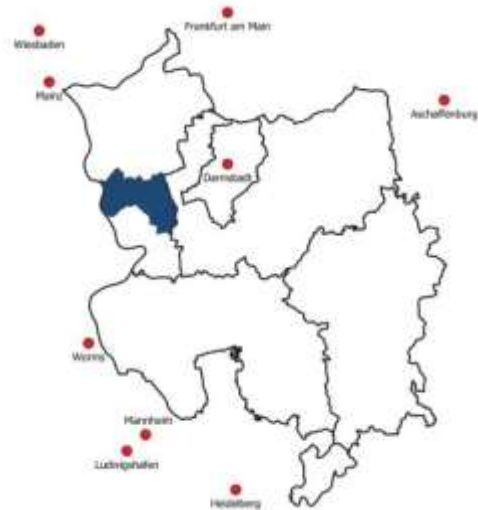 Frankfurt am Main
Wiesbaden
Mainz
Aschaffenburg
Darmstadt
Worms
Mannheim
Ludwigshafen
Heidelberg